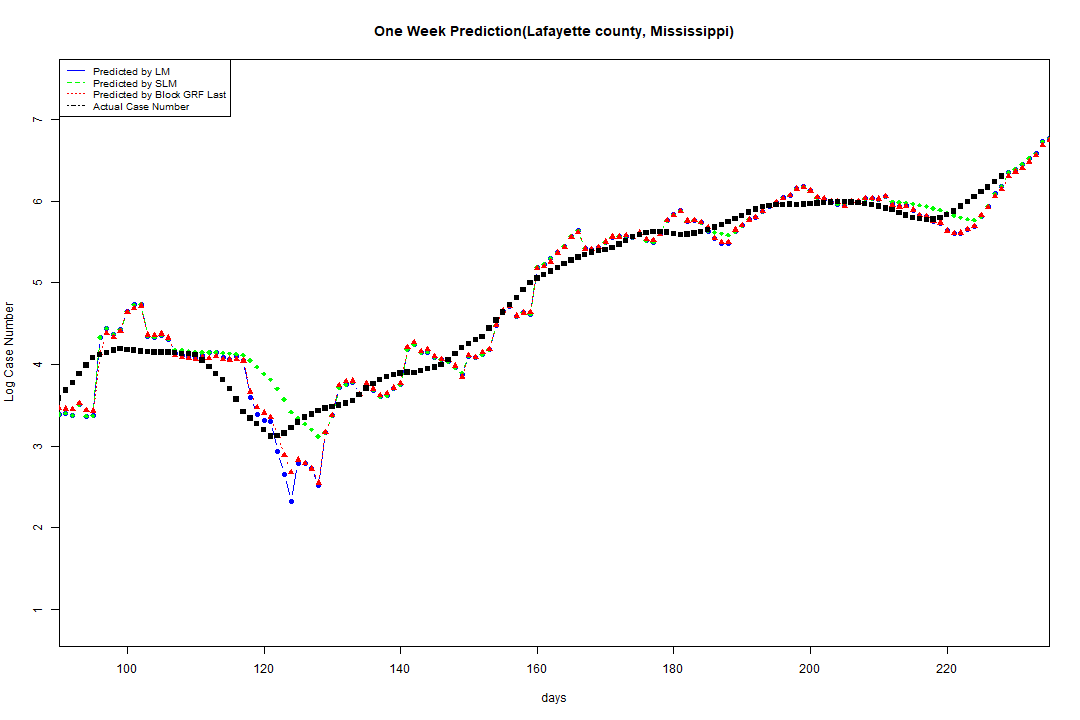 One Week Prediction(Lafayette county, Mississippi)
Predicted by LM
Predicted by SLM
Predicted by Block GRF Last
Actual Case Number
7
6
5
4
3
2
1
Log Case Number
100 120 140 160 180 200 220
days